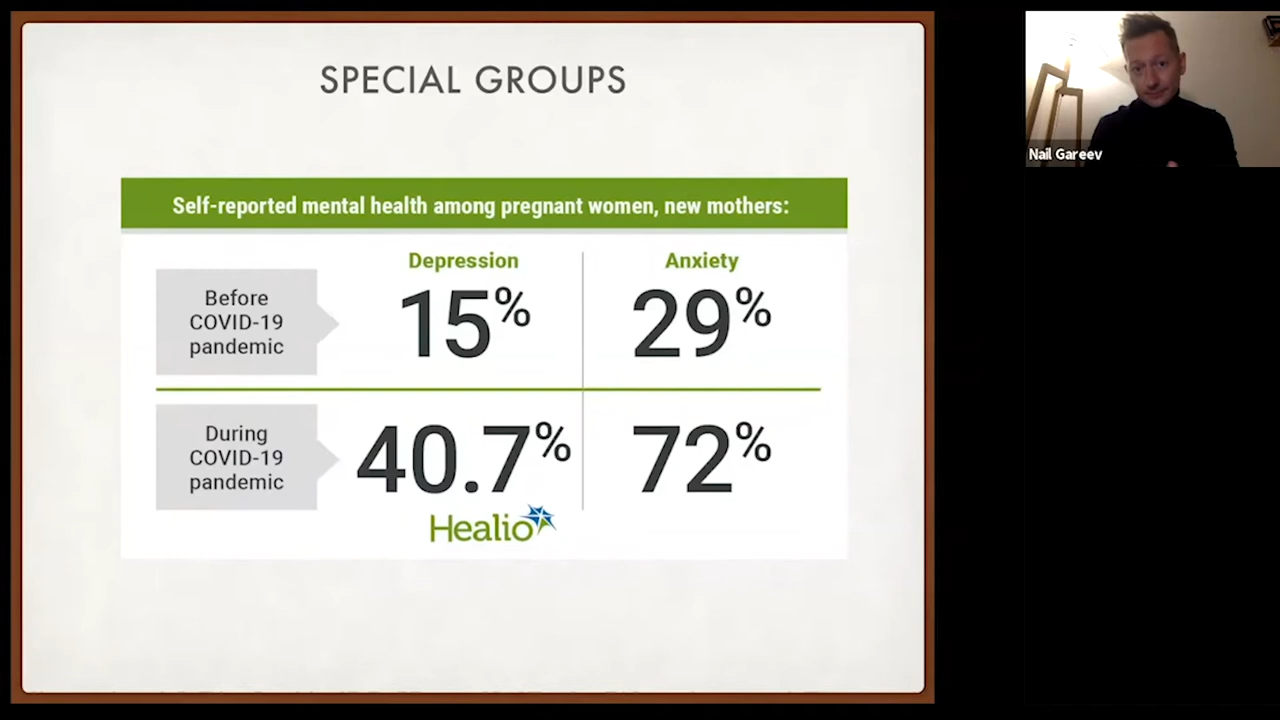 SPECIAL GROUPS
Self-reported mental health among pregnant women, new mothers:
Depression
Anxiety
Before
COVID-19
pandemic
15%
29%
During
COVID-19
pandemic
40.7%
72%
Healio
Nail Gareev